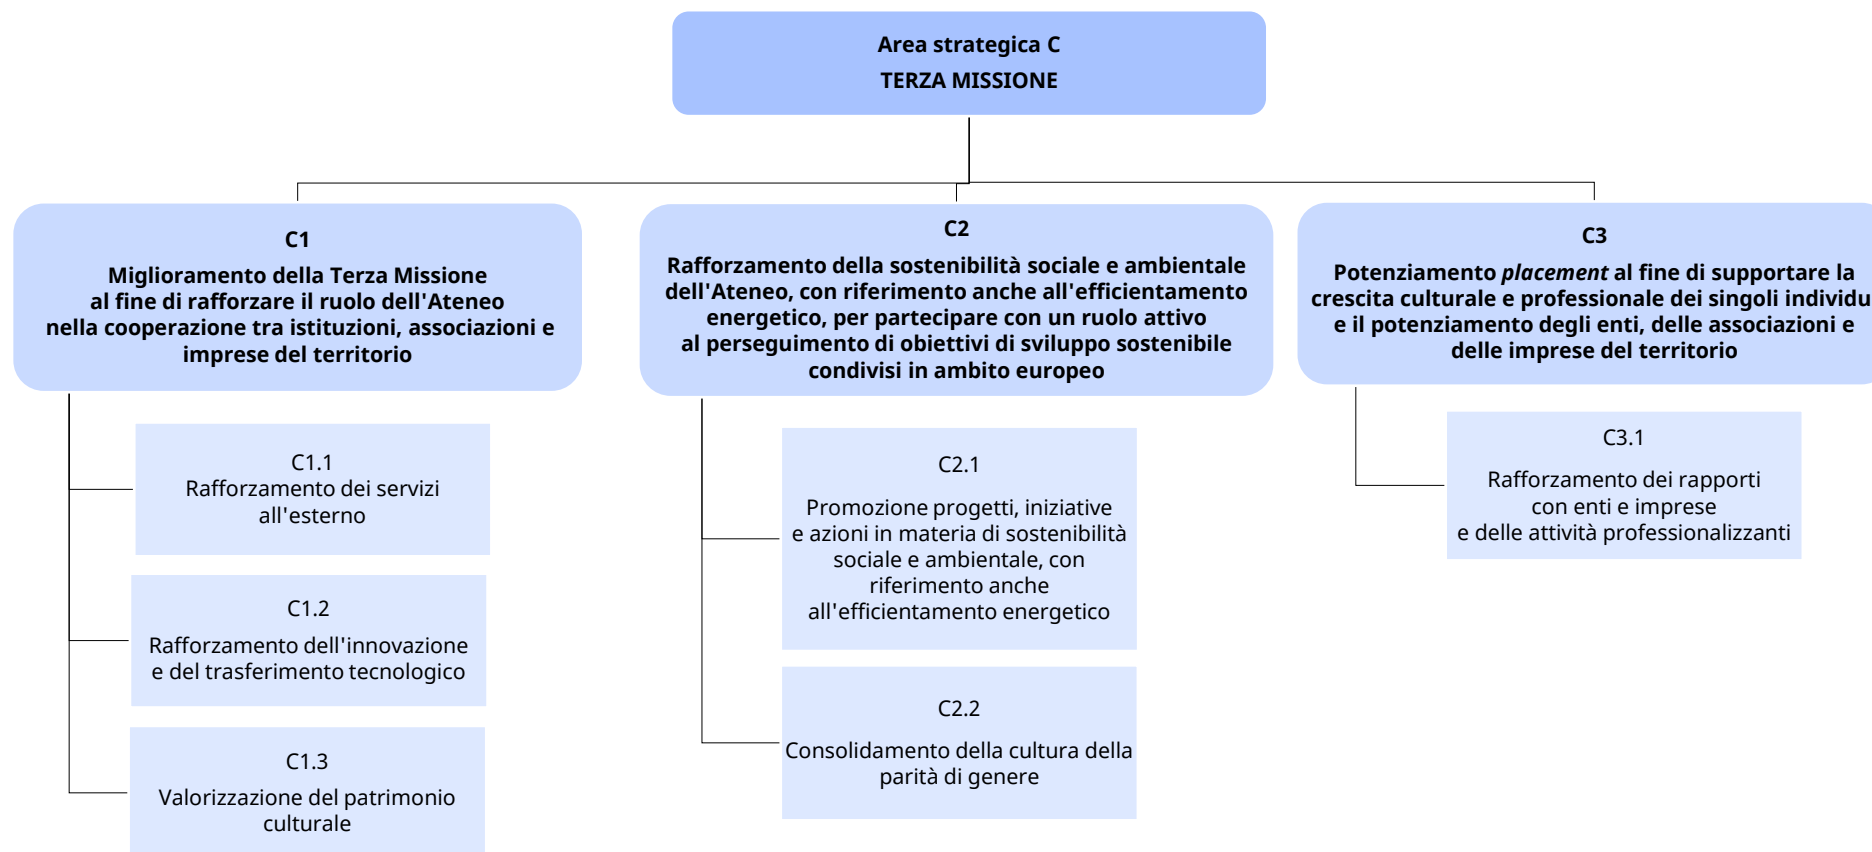 Area strategica C
TERZA MISSIONE
C1
Miglioramento della Terza Missione
al fine di rafforzare il ruolo dell'Ateneo
nella cooperazione tra istituzioni, associazioni e
imprese del territorio
C1.1
Rafforzamento dei servizi
all'esterno
C1.2
Rafforzamento dell'innovazione
e del trasferimento tecnologico
C1.3
Valorizzazione del patrimonio
culturale
C2
Rafforzamento della sostenibilità sociale e ambientale
dell'Ateneo, con riferimento anche all'efficientamento
energetico, per partecipare con un ruolo attivo
al perseguimento di obiettivi di sviluppo sostenibile
condivisi in ambito europeo
C2.1
Promozione progetti, iniziative
e azioni in materia di sostenibilità
sociale e ambientale, con
riferimento anche
all'efficientamento energetico
C2.2
Consolidamento della cultura della
parità di genere
C3
Potenziamento placement al fine di supportare la
crescita culturale e professionale dei singoli individu
e il potenziamento degli enti, delle associazioni e
delle imprese del territorio
C3.1
Rafforzamento dei rapporti
con enti e imprese
e delle attività professionalizzanti